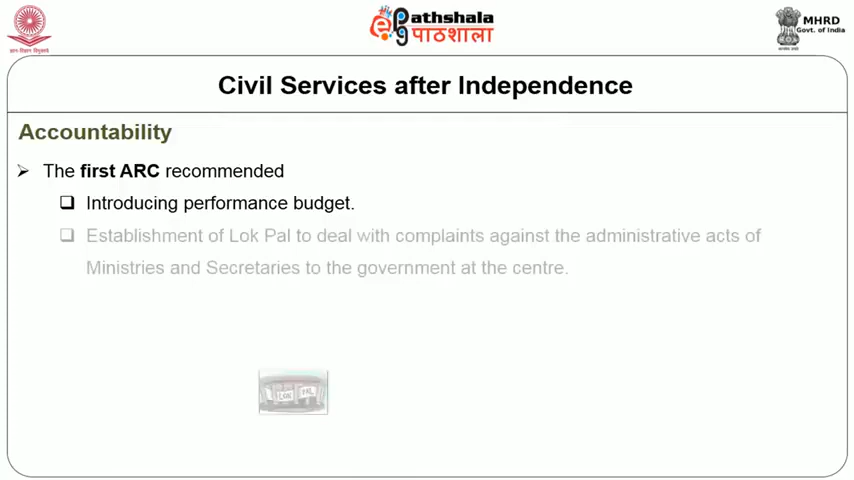 ePathshala
पाठशाला
MHRD
Govt. of India
Civil Services after Independence
Accountability
The first ARC recommended
Introducing performance budget.
Establishment of Lok Pal to deal with complaints against the administrative acts of
Ministries and Secretaries to the government at the centre.